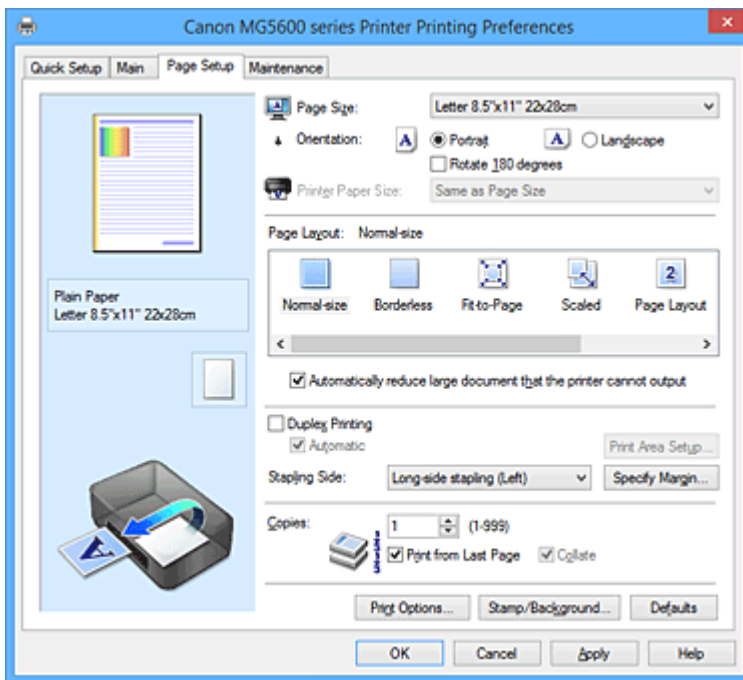 Canon MG5600 series Printer Printing Preferences
Quick Setup Main Page Setup Maintenance
Page Size: Letter 8.5"x11" 22x28cm
Orientation: A Portrait A Landscape
Rotate 180 degrees
Printer Paper Size: Same as Page Size
Page Layout: Normal-size
Normal-size Borderless Fit-to-Page Scaled 2 Page Layout
Plain Paper
Letter 8.5"x11" 22x28cm
Automatically reduce large document that the printer cannot output
Duplex Printing
Automatic Print Area Setup...
Stapling Side: Long-side stapling (Left) Specify Margin...
Copies: 1 (1-999)
Print from Last Page Collate
A
Print Options... Stamp/Background... Defaults
OK Cancel Apply Help